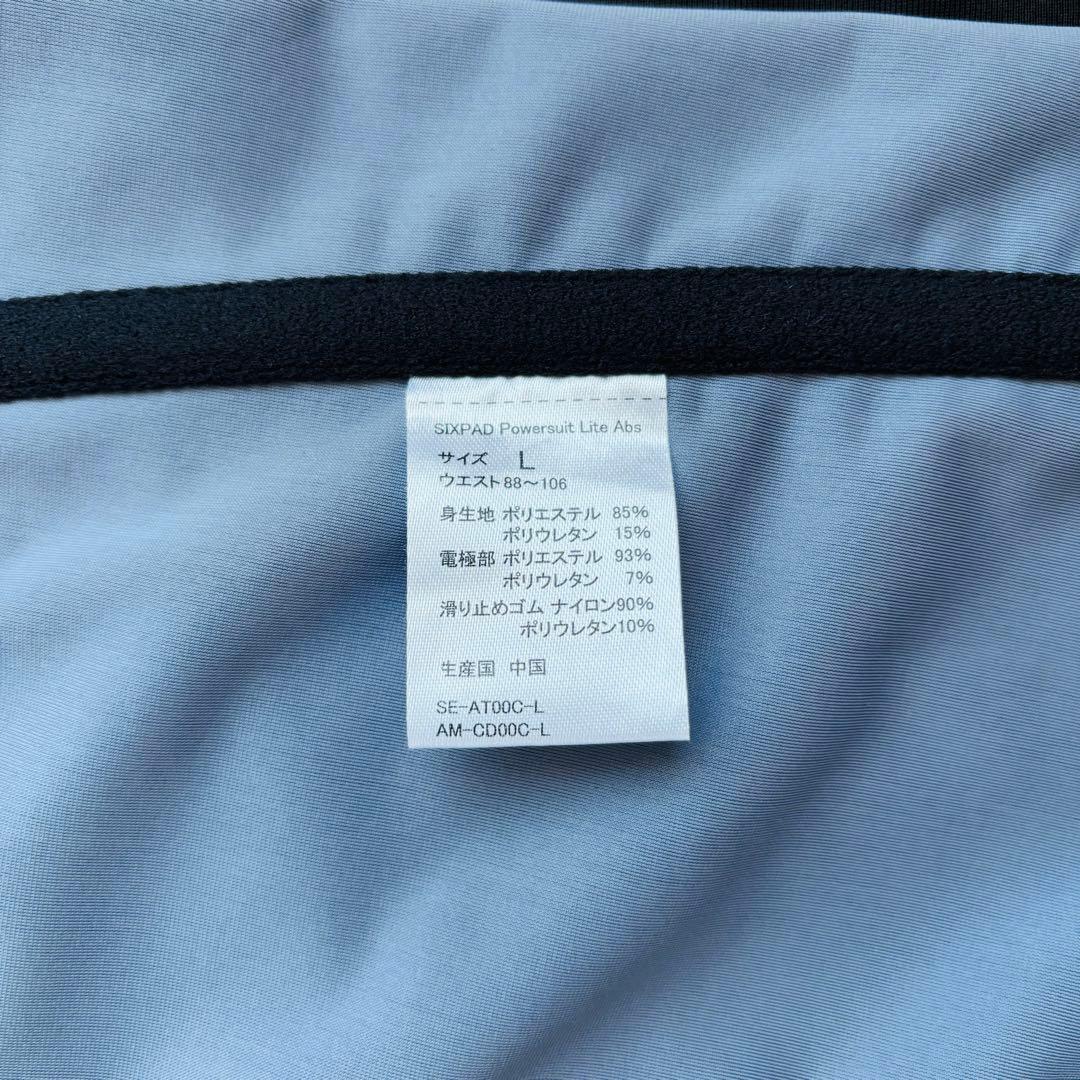 SIXPAD Powersuit Lite Abs
サイズ L
ウエスト88～106
身生地 ポリエステル 85%
ポリウレタン 15%
電極部 ポリエステル 93%
ポリウレタン 7%
滑り止めゴム ナイロン90%
ポリウレタン10%
生産国 中国
SE-AT00C-L
AM-CD00C-L